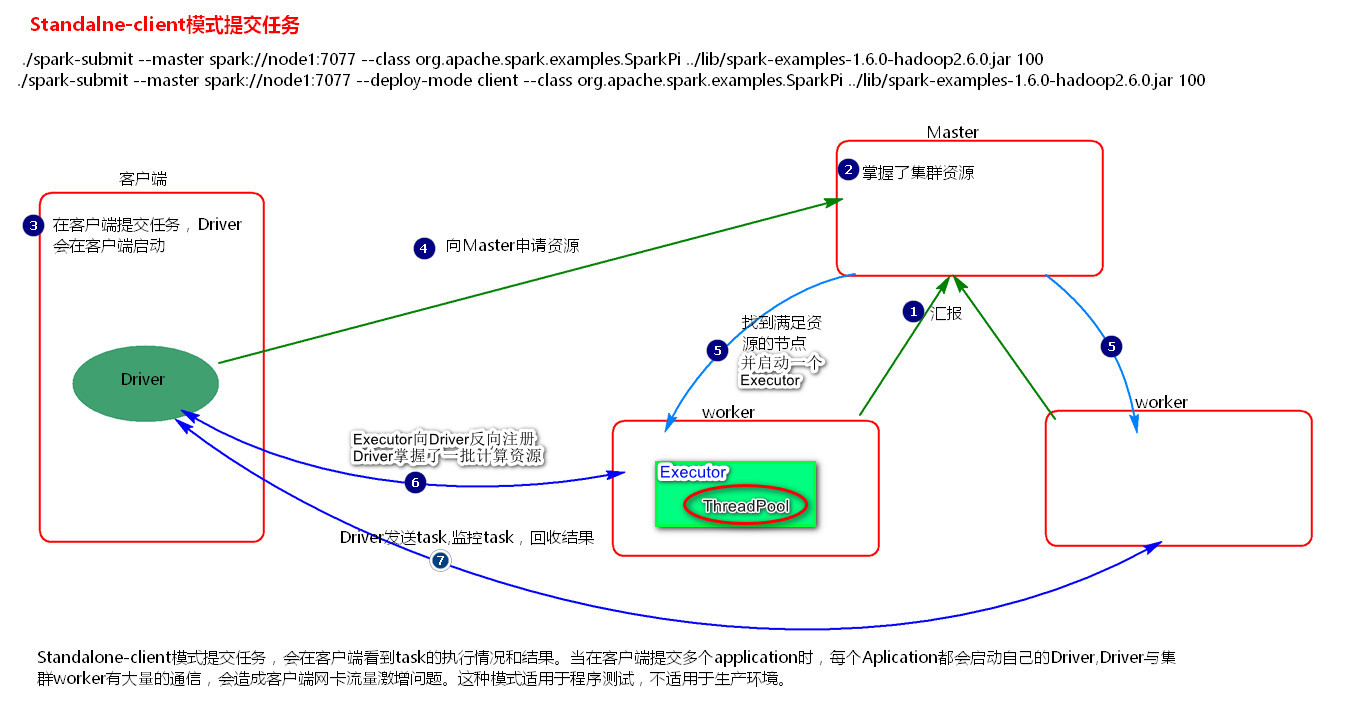 Standalne-client模式提交任务
./spark-submit --master spark://node1:7077 --class org.apache.spark.examples.SparkPi ../lib/spark-examples-1.6.0-hadoop2.6.0.jar 100
./spark-submit --master spark://node1:7077 --deploy-mode client --class org.apache.spark.examples.SparkPi ../lib/spark-examples-1.6.0-hadoop2.6.0.jar 100
Master
2 掌握了集群资源
客户端
3 在客户端提交任务，Driver
会在客户端启动
4 向Master申请资源
1 汇报
找到满足资
5 源的节点
并启动一个
Executor
5
Driver
worker
worker
Executor向Driver反向注册
Driver掌握了一批计算资源
6
Executor
ThreadPool
Driver发送task,监控task，回收结果
7
Standalone-client模式提交任务，会在客户端看到task的执行情况和结果。当在客户端提交多个application时，每个Aplication都会启动自己的Driver,Driver与集
群worker有大量的通信，会造成客户端网卡流量激增问题。这种模式适用于程序测试，不适用于生产环境。